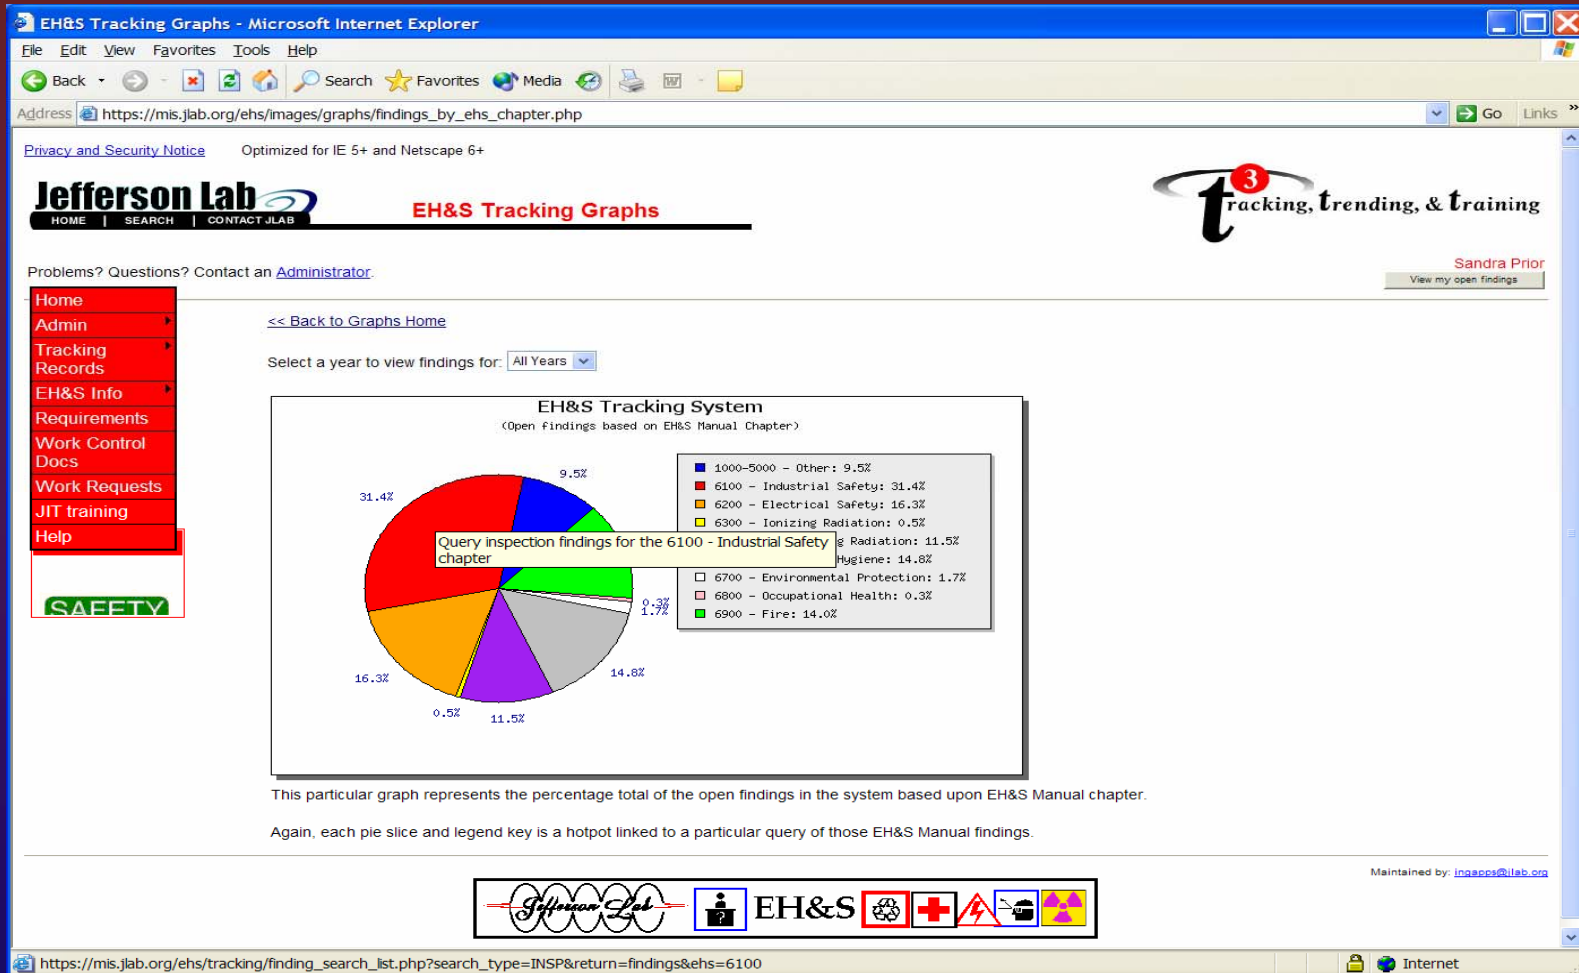 EH&S Tracking Graphs - Microsoft Internet Explorer
File Edit View Favorites Tools Help
Back Search Favorites Media
Address https://mis.jlab.org/ehs/images/graphs/findings_by_ehs_chapter.php Go Links »
Privacy and Security Notice Optimized for IE 5+ and Netscape 6+
Jefferson Lab
HOME | SEARCH | CONTACT JLAB
EH&S Tracking Graphs
t3racking, trending, & training
Problems? Questions? Contact an Administrator.
Sandra Prior
View my open findings
Home
Admin
Tracking
Records
EH&S Info
Requirements
Work Control
Docs
Work Requests
JIT training
Help
SAFETY
<< Back to Graphs Home
Select a year to view findings for: All Years
EH&S Tracking System
(Open findings based on EH&S Manual Chapter)
9.5%
31.4%
16.3%
0.5%
11.5%
14.8%
0.3%
1.7%
1000-5000 - Other: 9.5%
6100 - Industrial Safety: 31.4%
6200 - Electrical Safety: 16.3%
6300 - Ionizing Radiation: 0.5%
Radiation: 11.5%
Hygiene: 14.8%
6700 - Environmental Protection: 1.7%
6800 - Occupational Health: 0.3%
6900 - Fire: 14.0%
Query inspection findings for the 6100 - Industrial Safety
chapter
This particular graph represents the percentage total of the open findings in the system based upon EH&S Manual chapter.
Again, each pie slice and legend key is a hotpot linked to a particular query of those EH&S Manual findings.
Maintained by: ingapps@jlab.org
Jefferson Lab ? EH&S
https://mis.jlab.org/ehs/tracking/finding_search_list.php?search_type=INSP&return=findings&ehs=6100 Internet